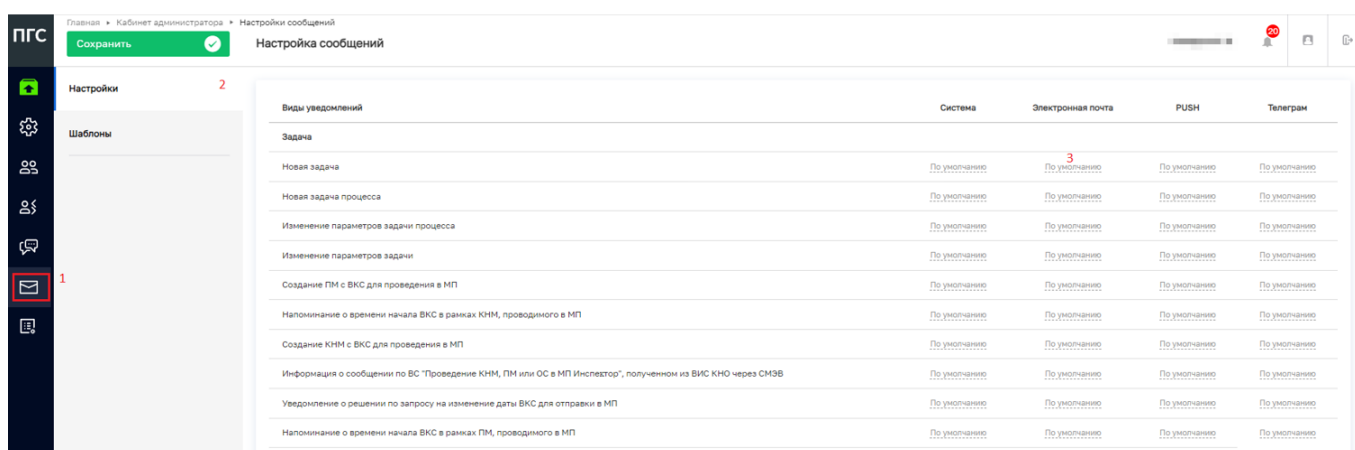 ПГС
Главная ▸ Кабинет администратора ▸ Настройки сообщений
Сохранить
Настройка сообщений
20
Настройки 2
Шаблоны
1
Виды уведомлений Система Электронная почта PUSH Телеграм
Задача
3
Новая задача По умолчанию По умолчанию По умолчанию По умолчанию
Новая задача процесса По умолчанию По умолчанию По умолчанию По умолчанию
Изменение параметров задачи процесса По умолчанию По умолчанию По умолчанию По умолчанию
Изменение параметров задачи По умолчанию По умолчанию По умолчанию По умолчанию
Создание ПМ с ВКС для проведения в МП По умолчанию По умолчанию По умолчанию По умолчанию
Напоминание о времени начала ВКС в рамках КНМ, проводимого в МП По умолчанию По умолчанию По умолчанию По умолчанию
Создание КНМ с ВКС для проведения в МП По умолчанию По умолчанию По умолчанию По умолчанию
Информация о сообщении по ВС "Проведение КНМ, ПМ или ОС в МП Инспектор", полученном из ВИС КНО через СМЭВ По умолчанию По умолчанию По умолчанию По умолчанию
Уведомление о решении по запросу на изменение даты ВКС для отправки в МП По умолчанию По умолчанию По умолчанию По умолчанию
Напоминание о времени начала ВКС в рамках ПМ, проводимого в МП По умолчанию По умолчанию По умолчанию По умолчанию